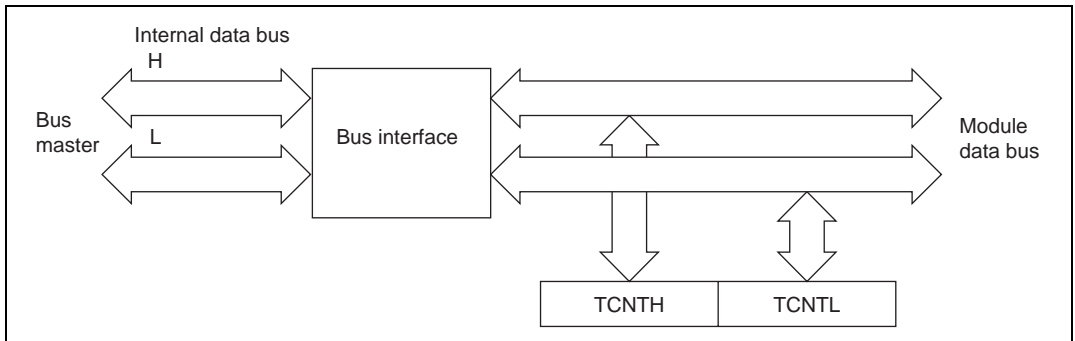 Internal data bus
H
Bus
master
L
Bus interface
Module
data bus
TCNTH
TCNTL